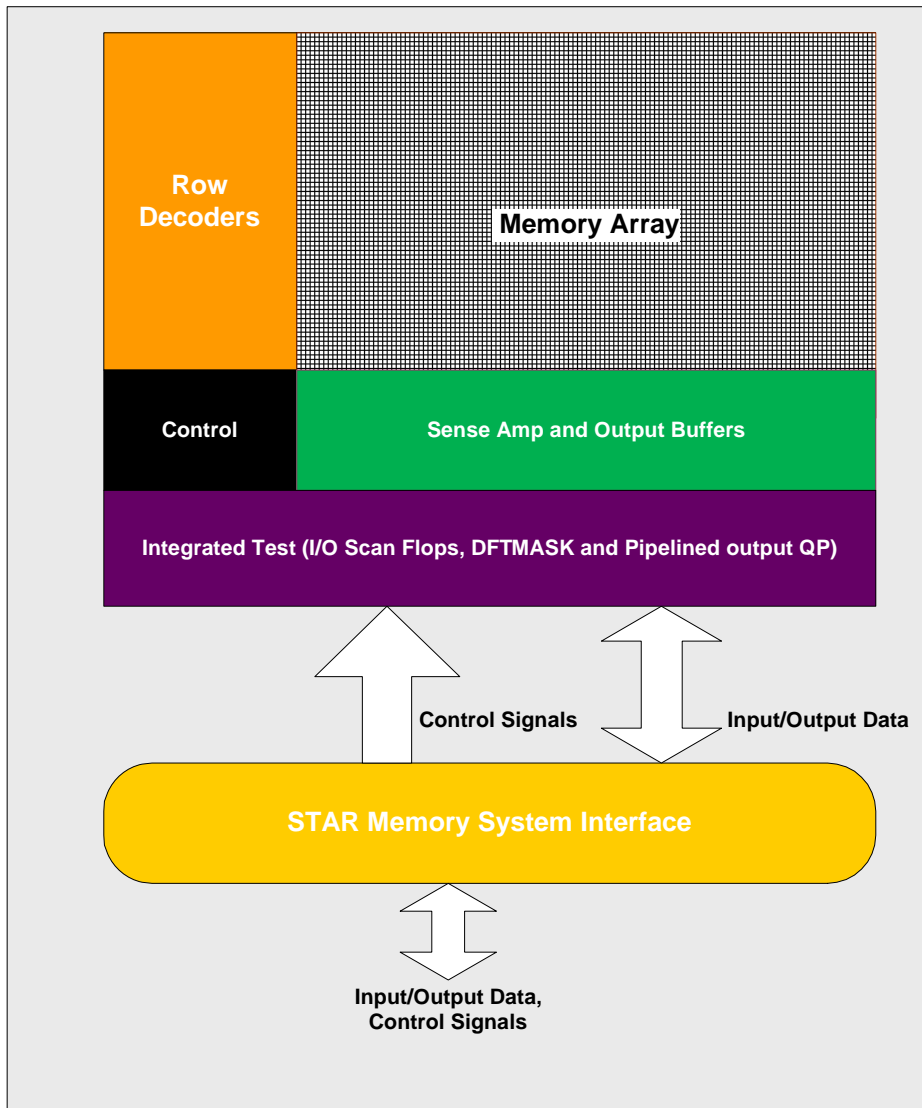 Row
Decoders
Memory Array
Control
Sense Amp and Output Buffers
Integrated Test (I/O Scan Flops, DFTMASK and Pipelined output QP)
Control Signals
Input/Output Data
STAR Memory System Interface
Input/Output Data,
Control Signals